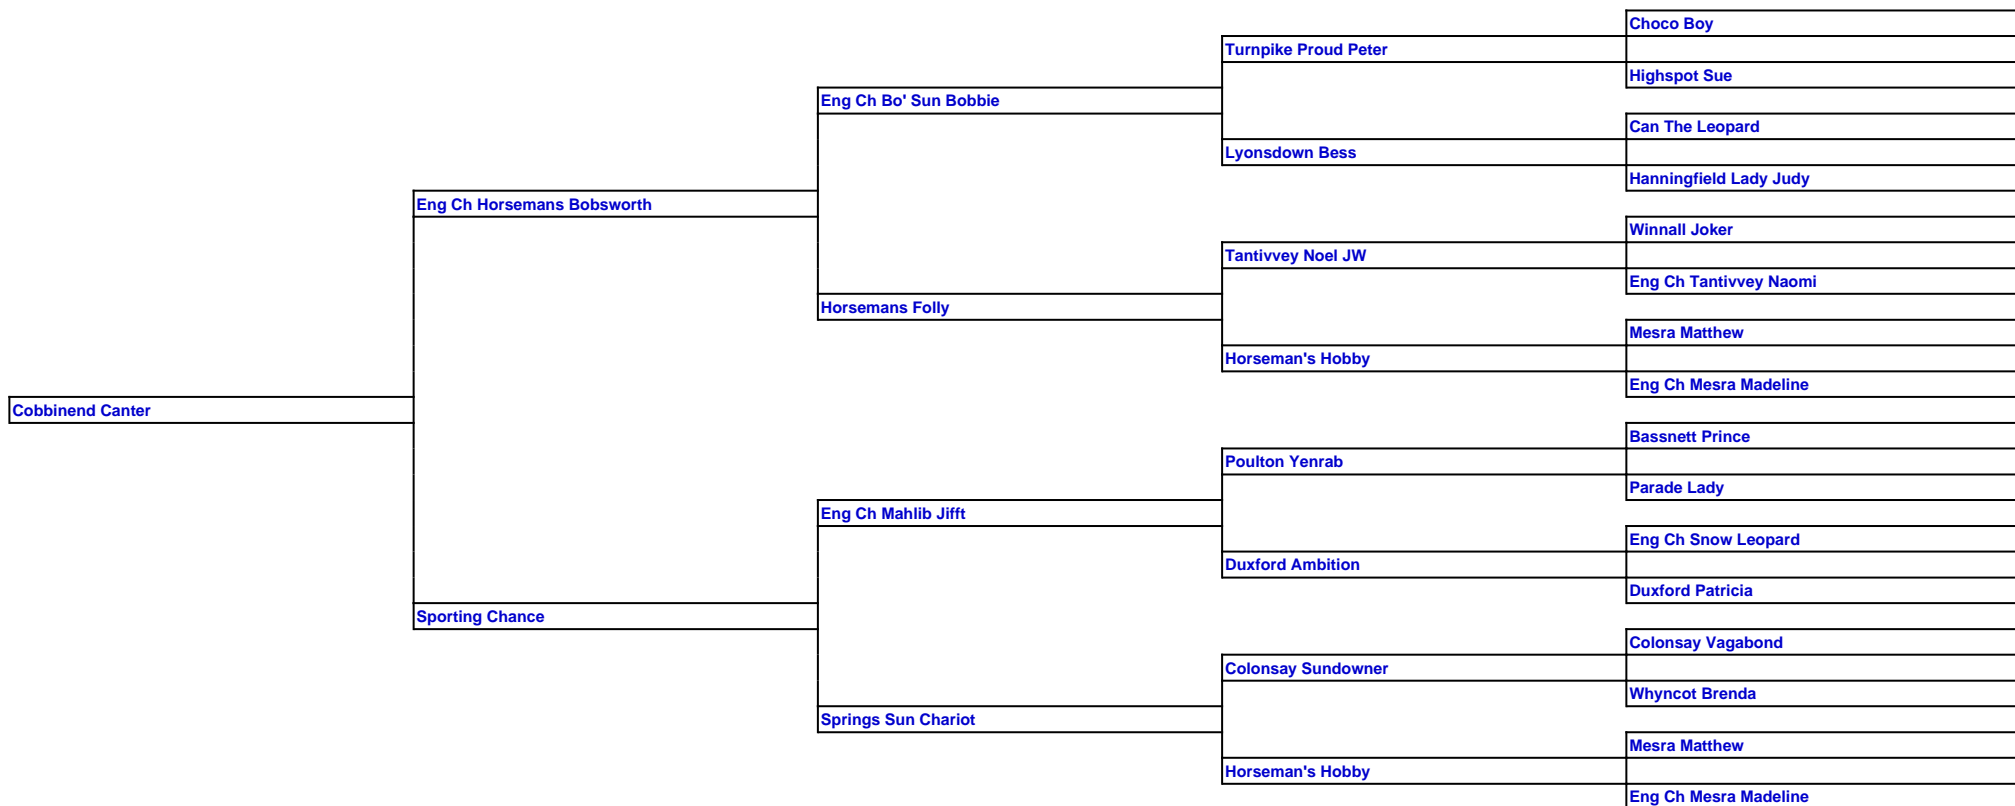 Choco Boy
Turnpike Proud Peter
Highspot Sue
Eng Ch Bo' Sun Bobbie
Can The Leopard
Lyonsdown Bess
Hanningfield Lady Judy
Eng Ch Horsemans Bobsworth
Winnall Joker
Tantivvey Noel JW
Eng Ch Tantivvey Naomi
Horsemans Folly
Mesra Matthew
Horseman's Hobby
Eng Ch Mesra Madeline
Cobbinend Canter
Bassnett Prince
Poulton Yenrab
Parade Lady
Eng Ch Mahlib Jifft
Eng Ch Snow Leopard
Duxford Ambition
Duxford Patricia
Sporting Chance
Colonsay Vagabond
Colonsay Sundowner
Whyncot Brenda
Springs Sun Chariot
Mesra Matthew
Horseman's Hobby
Eng Ch Mesra Madeline